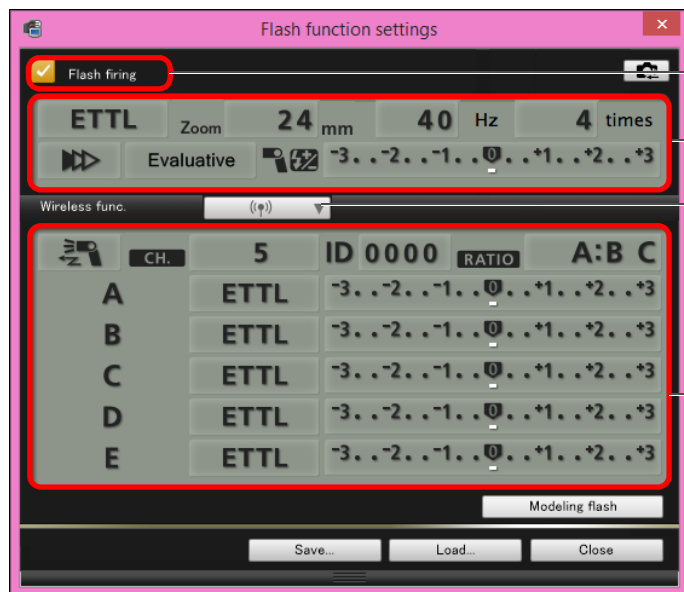 Flash function settings
Flash firing
ETTL Zoom 24 mm 40 Hz 4 times
Evaluative -3..-2..-1..0..+1..+2..+3
Wireless func.
CH. 5 ID 0000 RATIO A:B C
A ETTL -3..-2..-1..0..+1..+2..+3
B ETTL -3..-2..-1..0..+1..+2..+3
C ETTL -3..-2..-1..0..+1..+2..+3
D ETTL -3..-2..-1..0..+1..+2..+3
E ETTL -3..-2..-1..0..+1..+2..+3
Modeling flash
Save... Load... Close